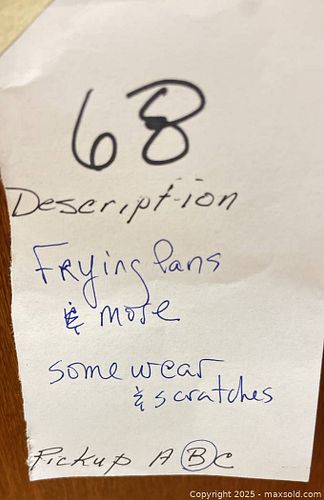 68
Description
Frying Pans
& more
some wear
& scratches
Pickup A B C
Copyright 2025 - maxsold.com